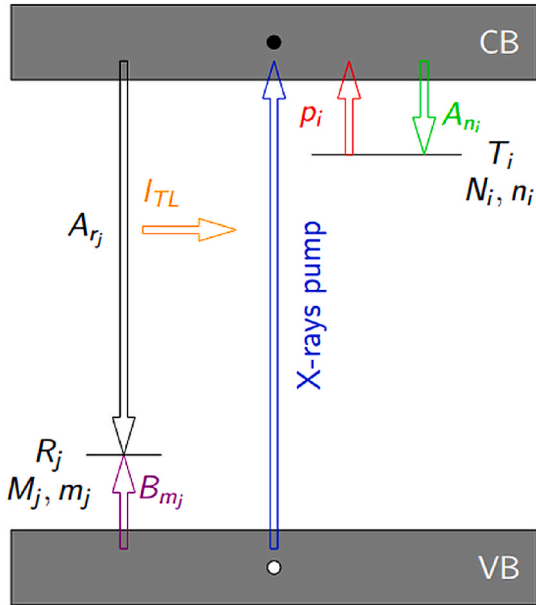 CB
p_i
A_{n_i}
T_i
N_i, n_i
I_{TL}
A_{r_j}
X-rays pump
R_j
M_j, m_j
B_{m_j}
VB